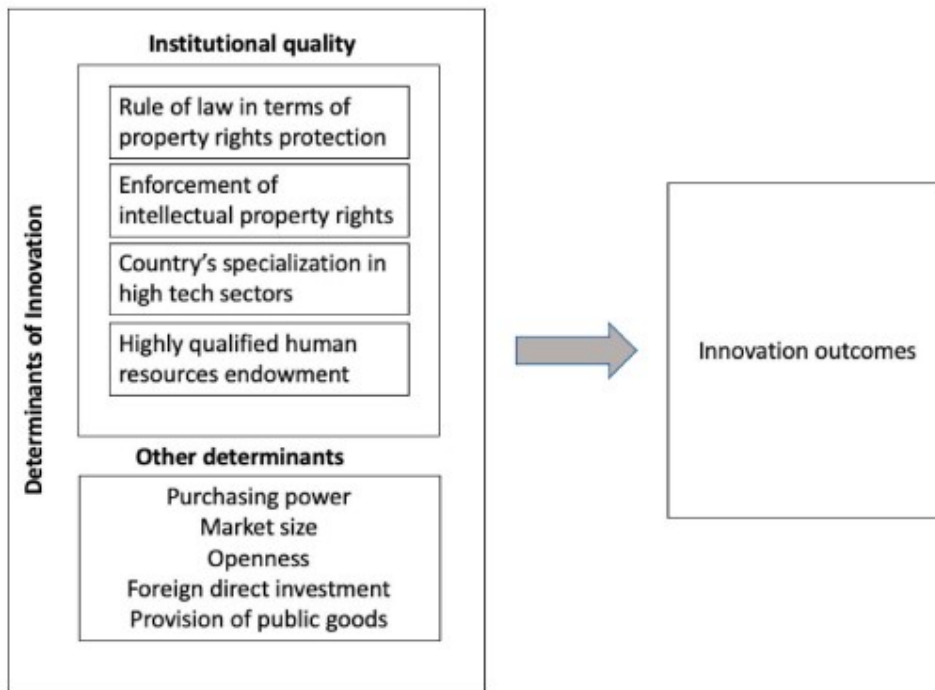 Institutional quality
Rule of law in terms of
property rights protection
Enforcement of
intellectual property rights
Country's specialization in
high tech sectors
Highly qualified human
resources endowment
Determinants of Innovation
Other determinants
Purchasing power
Market size
Openness
Foreign direct investment
Provision of public goods
Innovation outcomes